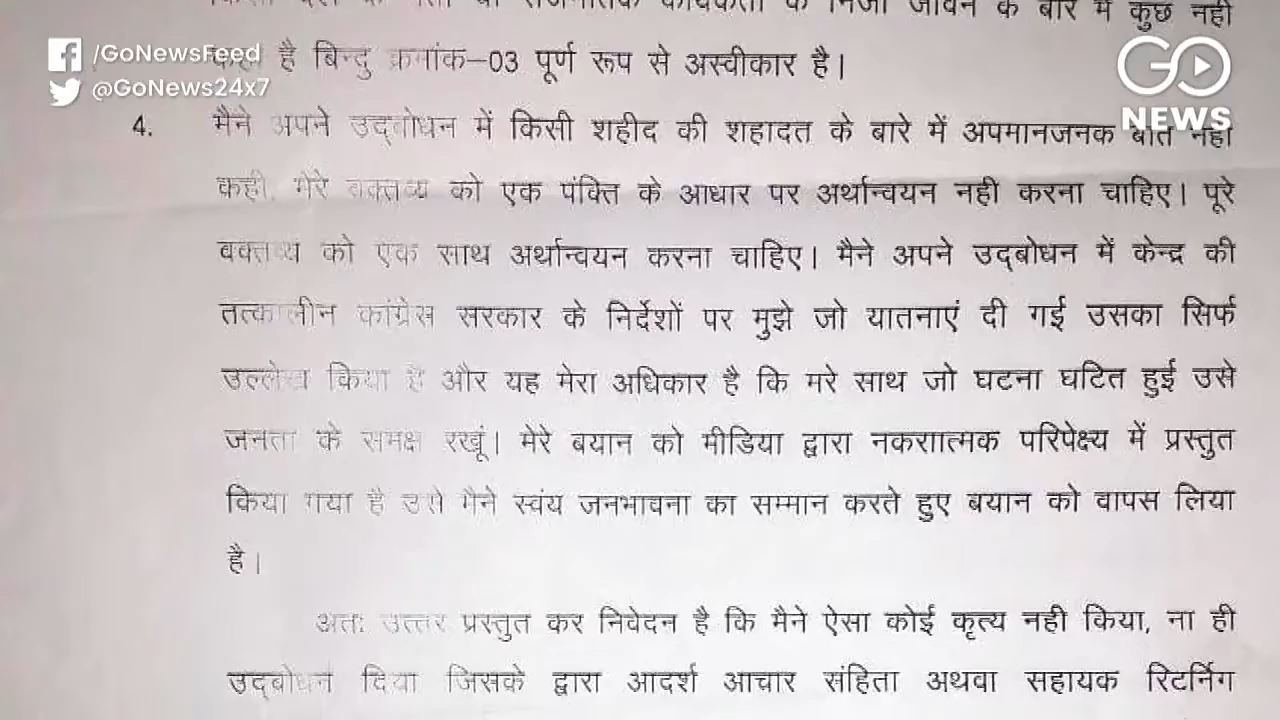 के बारे में कुछ नही
/GoNewsFeed
है बिन्दु क्रमांक–03 पूर्ण रूप से अस्वीकार है।
@GoNews24x7
GO
NEWS
4. मैने अपने उद्बोधन में किसी शहीद की शहादत के बारे में अपमानजनक बात नही
कही, मेरे वक्तव्य को एक पंक्ति के आधार पर अर्थान्वयन नही करना चाहिए। पूरे
वक्तव्य को एक साथ अर्थान्वयन करना चाहिए। मैने अपने उद्बोधन में केन्द्र की
तत्कालीन कांग्रेस सरकार के निर्देशों पर मुझे जो यातनाएं दी गई उसका सिर्फ
उल्लेख किया है और यह मेरा अधिकार है कि मरे साथ जो घटना घटित हुई उसे
जनता के समक्ष रखूं। मेरे बयान को मीडिया द्वारा नकराात्मक परिपेक्ष्य में प्रस्तुत
किया गया है उसे मैने स्वंय जनभावना का सम्मान करते हुए बयान को वापस लिया
है।
अतः उत्तर प्रस्तुत कर निवेदन है कि मैने ऐसा कोई कृत्य नही किया, ना ही
उद्बोधन दिया जिसके द्वारा आदर्श आचार संहिता अथवा सहायक रिटर्निग